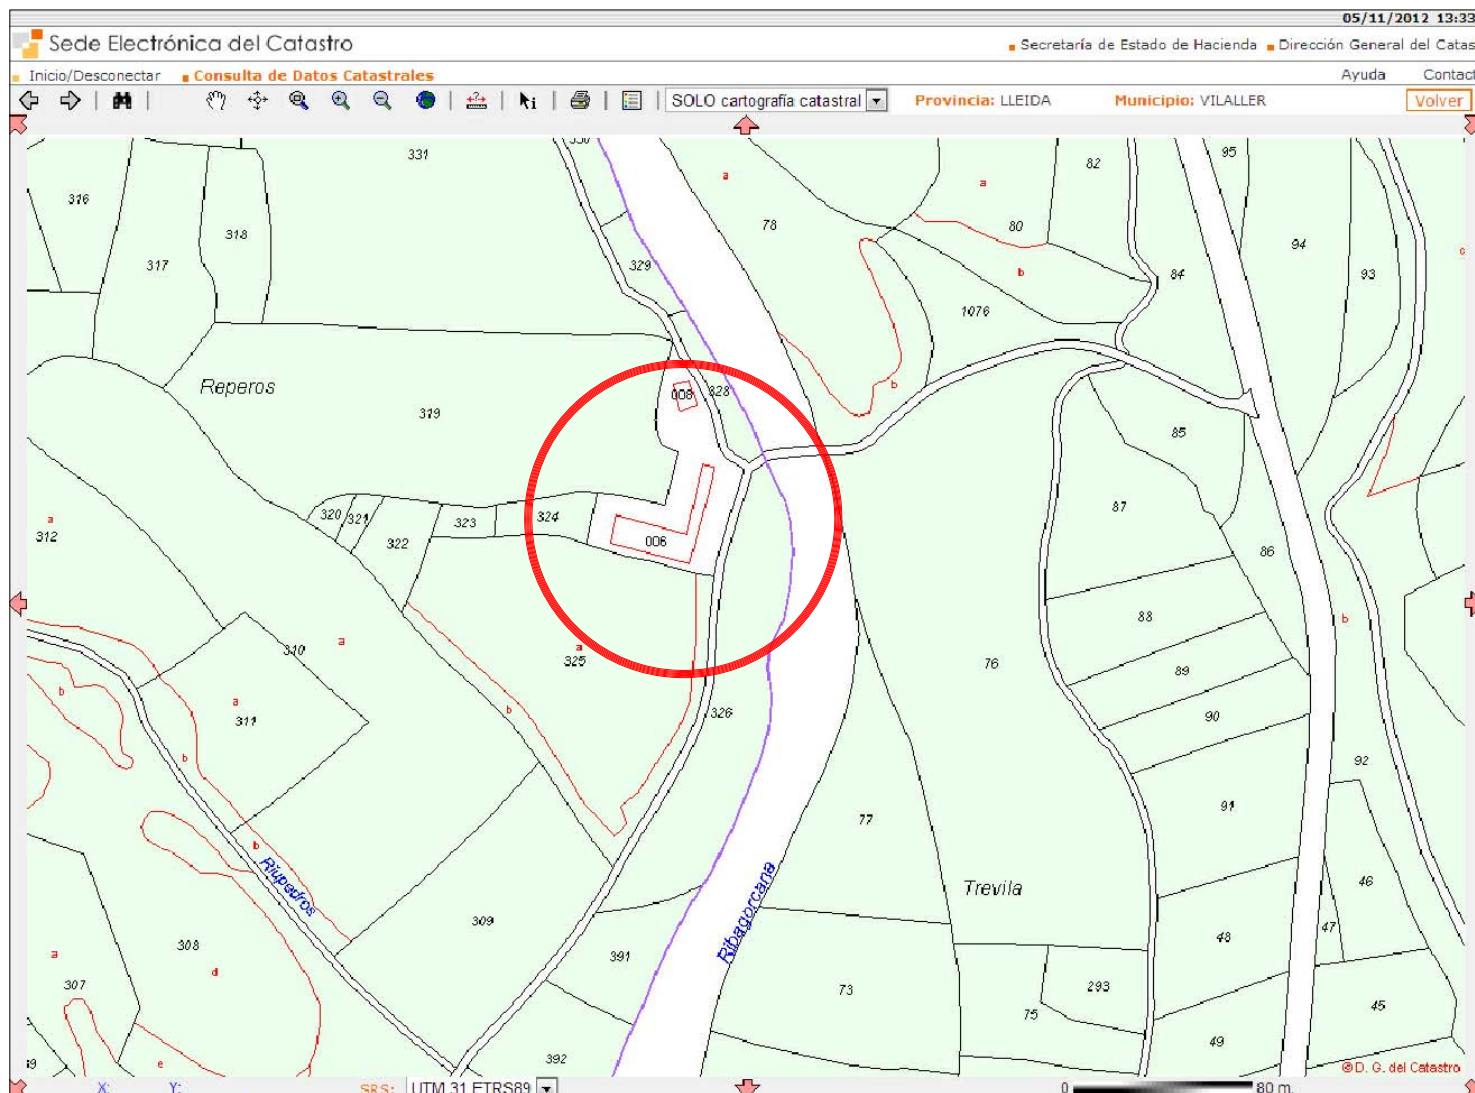 05/11/2012 13:33
Sede Electrónica del Catastro
Secretaría de Estado de Hacienda Dirección General del Catas
Inicio/Desconectar Consulta de Datos Catastrales Ayuda Contact
SOLO cartografía catastral Provincia: LLEIDA Municipio: VILALLER Volver
330
331
95
82
a
a
316
318
78
80
94
317
329
b
84
93
c
1076
Reperos
008
328
b
319
85
320
321
323
324
87
a
312
322
006
86
88
b
310
a
a
325
76
89
b
a
311
b
326
90
b
92
91
77
b
Riupedros
46
Trevila
309
Ribagorcana
47
48
308
391
a
d
307
73
293
45
75
49
392
e
© D. G. del Catastro
X: Y: SRS: UTM 31 ETRS89 0 80 m.